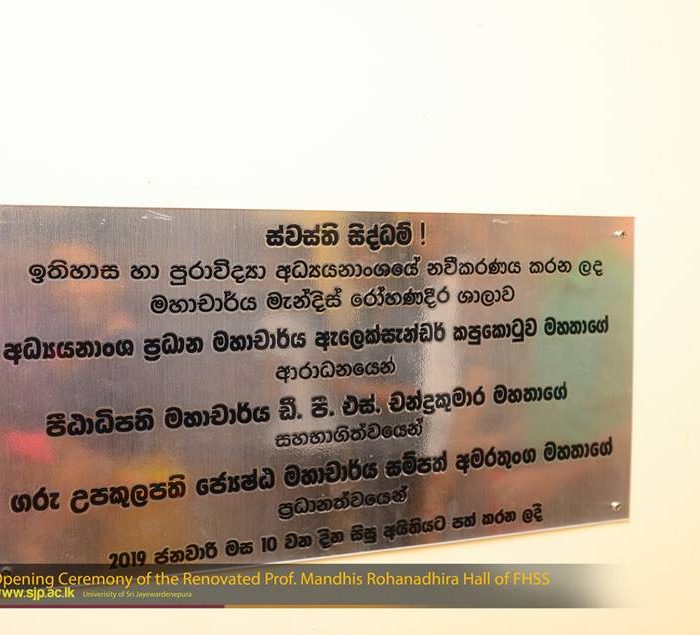 ස්වස්ති සිද්ධම් !
ඉතිහාස හා පුරාවිද්‍යා අධ්‍යයනාංශයේ නවීකරණය කරන ලද
මහාචාර්ය මැන්දිස් රෝහණදීර ශාලාව
අධ්‍යයනාංශ ප්‍රධාන මහාචාර්ය ඇලෙක්සැන්ඩර් කපුකොටුව මහතාගේ
ආරාධනයෙන්
පීඨාධිපති මහාචාර්ය ඩී. පී. එස්. චන්ද්‍රකුමාර මහතාගේ
සහභාගිත්වයෙන්
ගරු උපකුලපති ජ්‍යෙෂ්ඨ මහාචාර්ය සම්පත් අමරතුංග මහතාගේ
ප්‍රධානත්වයෙන්
2019 ජනවාරි මස 10 වන දින සිසු අයිතියට පත් කරන ලදී
Opening Ceremony of the Renovated Prof. Mandhis Rohanadhira Hall of FHSS
www.sjp.ac.lk Univerisity of Sri Jayewardenepura